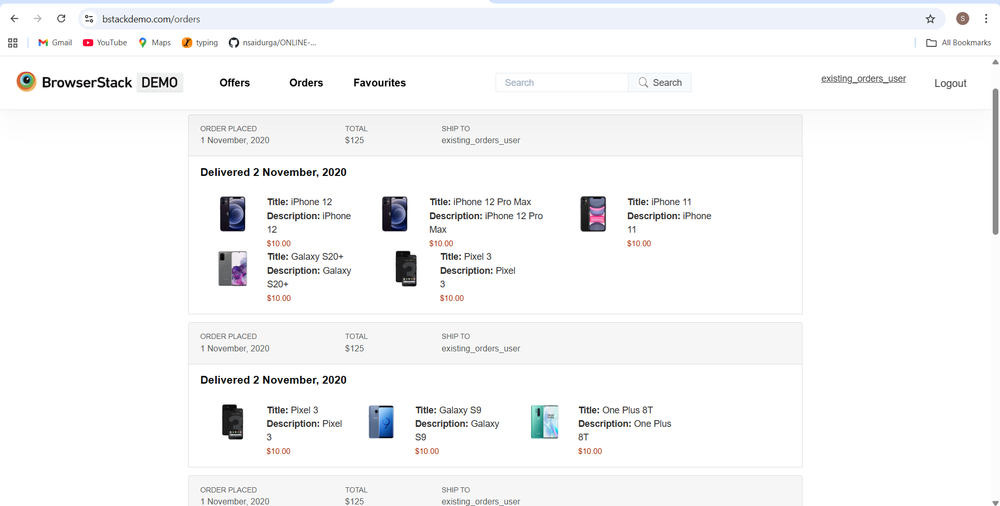 bstackdemo.com/orders
S
Gmail
YouTube
Maps
typing
nsaidurga/ONLINE-...
All Bookmarks
BrowserStack DEMO
Offers
Orders
Favourites
Search
Search
existing_orders_user
Logout
ORDER PLACED
1 November, 2020
TOTAL
$125
SHIP TO
existing_orders_user
Delivered 2 November, 2020
Title: iPhone 12
Description: iPhone
12
$10.00
Title: iPhone 12 Pro Max
Description: iPhone 12 Pro
Max
$10.00
Title: iPhone 11
Description: iPhone
11
$10.00
Title: Galaxy S20+
Description: Galaxy
S20+
$10.00
3
Title: Pixel 3
Description: Pixel
3
$10.00
ORDER PLACED
1 November, 2020
TOTAL
$125
SHIP TO
existing_orders_user
Delivered 2 November, 2020
3
Title: Pixel 3
Description: Pixel
3
$10.00
9
Title: Galaxy S9
Description: Galaxy
S9
$10.00
Never
Settle
Title: One Plus 8T
Description: One Plus
8T
$10.00
ORDER PLACED
1 November, 2020
TOTAL
$125
SHIP TO
existing_orders_user